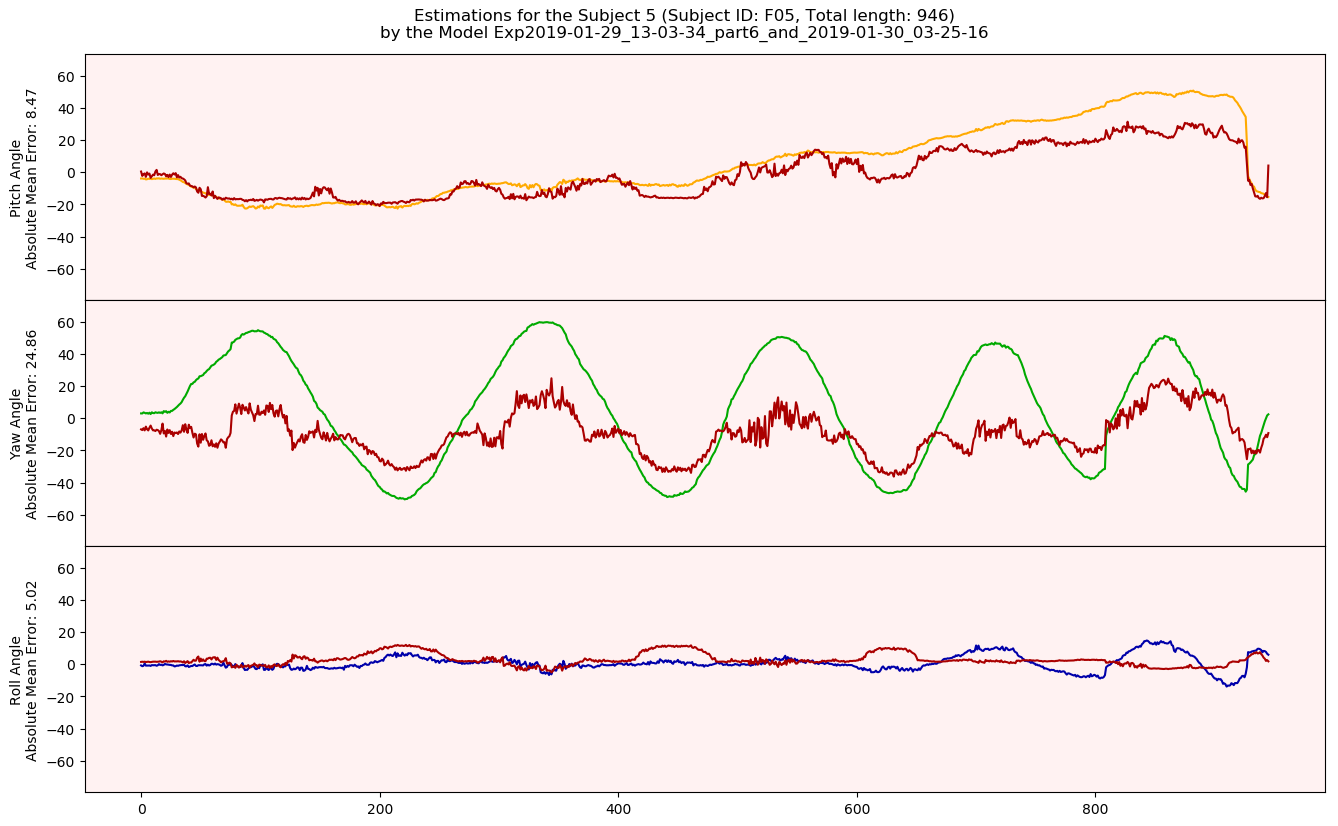 Estimations for the Subject 5 (Subject ID: F05, Total length: 946)
by the Model Exp2019-01-29_13-03-34_part6_and_2019-01-30_03-25-16
Pitch Angle
Absolute Mean Error: 8.47
60
40
20
0
−20
−40
−60
Yaw Angle
Absolute Mean Error: 24.86
60
40
20
0
−20
−40
−60
Roll Angle
Absolute Mean Error: 5.02
60
40
20
0
−20
−40
−60
0 200 400 600 800